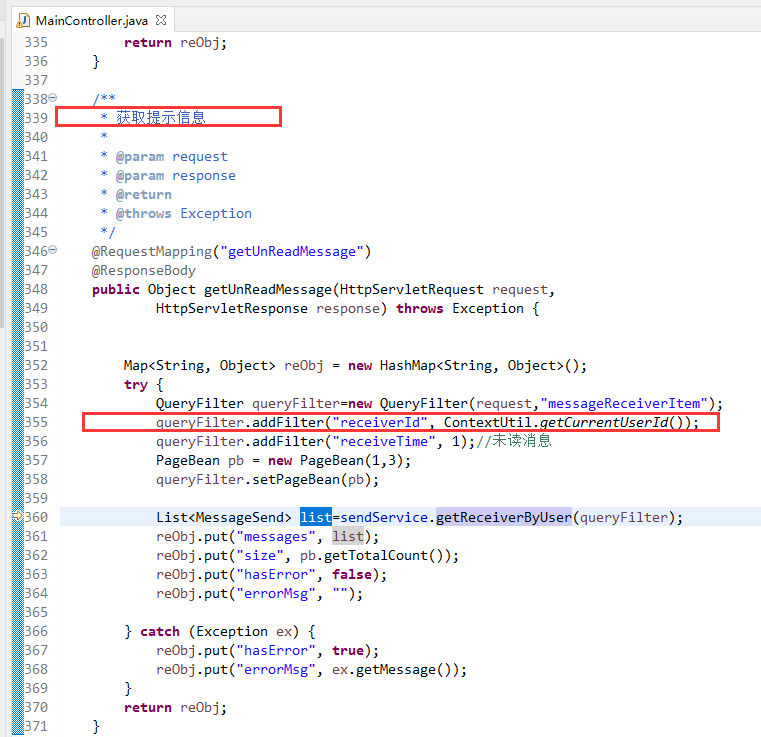 MainController.java
335 return reObj;
336 }
337
338 /**
339 * 获取提示信息
340 *
341 * @param request
342 * @param response
343 * @return
344 * @throws Exception
345 */
346 @RequestMapping("getUnReadMessage")
347 @ResponseBody
348 public Object getUnReadMessage(HttpServletRequest request,
349 HttpServletResponse response) throws Exception {
350
351
352 Map<String, Object> reObj = new HashMap<String, Object>();
353 try {
354 QueryFilter queryFilter=new QueryFilter(request,"messageReceiverItem");
355 queryFilter.addFilter("receiverId", ContextUtil.getCurrentUserId());
356 queryFilter.addFilter("receiveTime", 1);//未读消息
357 PageBean pb = new PageBean(1,3);
358 queryFilter.setPageBean(pb);
359
360 List<MessageSend> list=sendService.getReceiverByUser(queryFilter);
361 reObj.put("messages", list);
362 reObj.put("size", pb.getTotalCount());
363 reObj.put("hasError", false);
364 reObj.put("errorMsg", "");
365
366 } catch (Exception ex) {
367 reObj.put("hasError", true);
368 reObj.put("errorMsg", ex.getMessage());
369 }
370 return reObj;
371 }